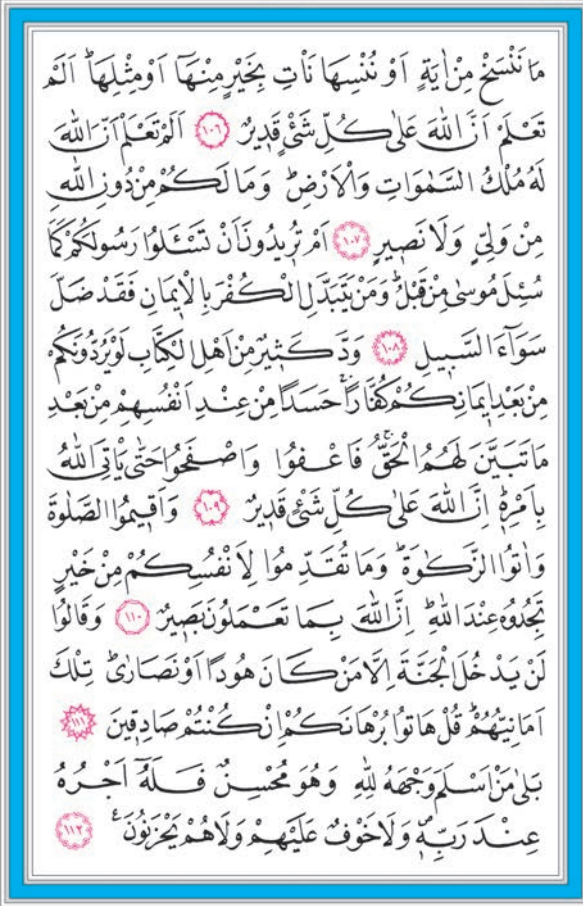 مَا نَنْسَخْ مِنْ اٰيَةٍ اَوْ نُنْسِهَا نَأْتِ بِخَيْرٍ مِنْهَٓا اَوْ مِثْلِهَاۜ اَلَمْ
تَعْلَمْ اَنَّ اللّٰهَ عَلٰى كُلِّ شَيْءٍ قَد۪يرٌ ﴿١٠٦﴾ اَلَمْ تَعْلَمْ اَنَّ اللّٰهَ
لَهُ مُلْكُ السَّمٰوَاتِ وَالْاَرْضِۜ وَمَا لَكُمْ مِنْ دُونِ اللّٰهِ
مِنْ وَلِيٍّ وَلَا نَص۪يرٍ ﴿١٠٧﴾ اَمْ تُر۪يدُونَ اَنْ تَسْـَٔلُوا رَسُولَكُمْ كَمَا
سُئِلَ مُوسٰى مِنْ قَبْلُۜ وَمَنْ يَتَبَدَّلِ الْكُفْرَ بِالْا۪يمَانِ فَقَدْ ضَلَّ
سَوَٓاءَ السَّب۪يلِ ﴿١٠٨﴾ وَدَّ كَث۪يرٌ مِنْ اَهْلِ الْكِتَابِ لَوْ يَرُدُّونَكُمْ
مِنْ بَعْدِ ا۪يمَانِكُمْ كُفَّارًاۚ حَسَدًا مِنْ عِنْدِ اَنْفُسِهِمْ مِنْ بَعْدِ
مَا تَبَيَّنَ لَهُمُ الْحَقُّۚ فَاعْفُوا وَاصْفَحُوا حَتّٰى يَأْتِيَ اللّٰهُ
بِاَمْرِه۪ۜ اِنَّ اللّٰهَ عَلٰى كُلِّ شَيْءٍ قَد۪يرٌ ﴿١٠٩﴾ وَاَق۪يمُوا الصَّلٰوةَ
وَاٰتُوا الزَّكٰوةَۜ وَمَا تُقَدِّمُوا لِاَنْفُسِكُمْ مِنْ خَيْرٍ
تَجِدُوهُ عِنْدَ اللّٰهِۜ اِنَّ اللّٰهَ بِمَا تَعْمَلُونَ بَص۪يرٌ ﴿١١٠﴾ وَقَالُوا
لَنْ يَدْخُلَ الْجَنَّةَ اِلَّا مَنْ كَانَ هُودًا اَوْ نَصَارٰىۜ تِلْكَ
اَمَانِيُّهُمْۜ قُلْ هَاتُوا بُرْهَانَكُمْ اِنْ كُنْتُمْ صَادِق۪ينَ ﴿١١١﴾
بَلٰى مَنْ اَسْلَمَ وَجْهَهُ لِلّٰهِ وَهُوَ مُحْسِنٌ فَلَهُٓ اَجْرُهُ
عِنْدَ رَبِّه۪ۖ وَلَا خَوْفٌ عَلَيْهِمْ وَلَا هُمْ يَحْزَنُونَ۟ ﴿١١٢﴾